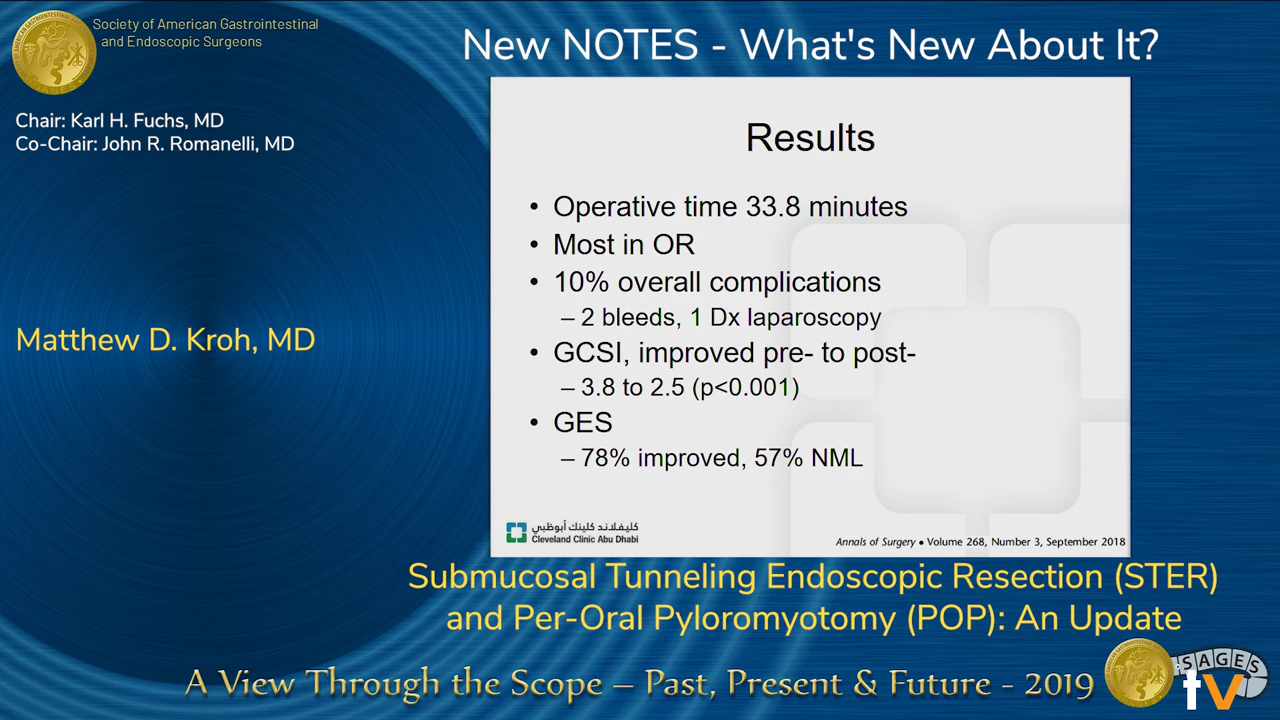 Society of American Gastrointestinal
and Endoscopic Surgeons
New NOTES - What's New About It?
Chair: Karl H. Fuchs, MD
Co-Chair: John R. Romanelli, MD
Matthew D. Kroh, MD
Results
• Operative time 33.8 minutes
• Most in OR
• 10% overall complications
– 2 bleeds, 1 Dx laparoscopy
• GCSI, improved pre- to post-
– 3.8 to 2.5 (p<0.001)
• GES
– 78% improved, 57% NML
كليفلاند كلينك أبوظبي
Cleveland Clinic Abu Dhabi
Annals of Surgery • Volume 268, Number 3, September 2018
Submucosal Tunneling Endoscopic Resection (STER)
and Per-Oral Pyloromyotomy (POP): An Update
A View Through the Scope – Past, Present & Future - 2019
SAGES
tv